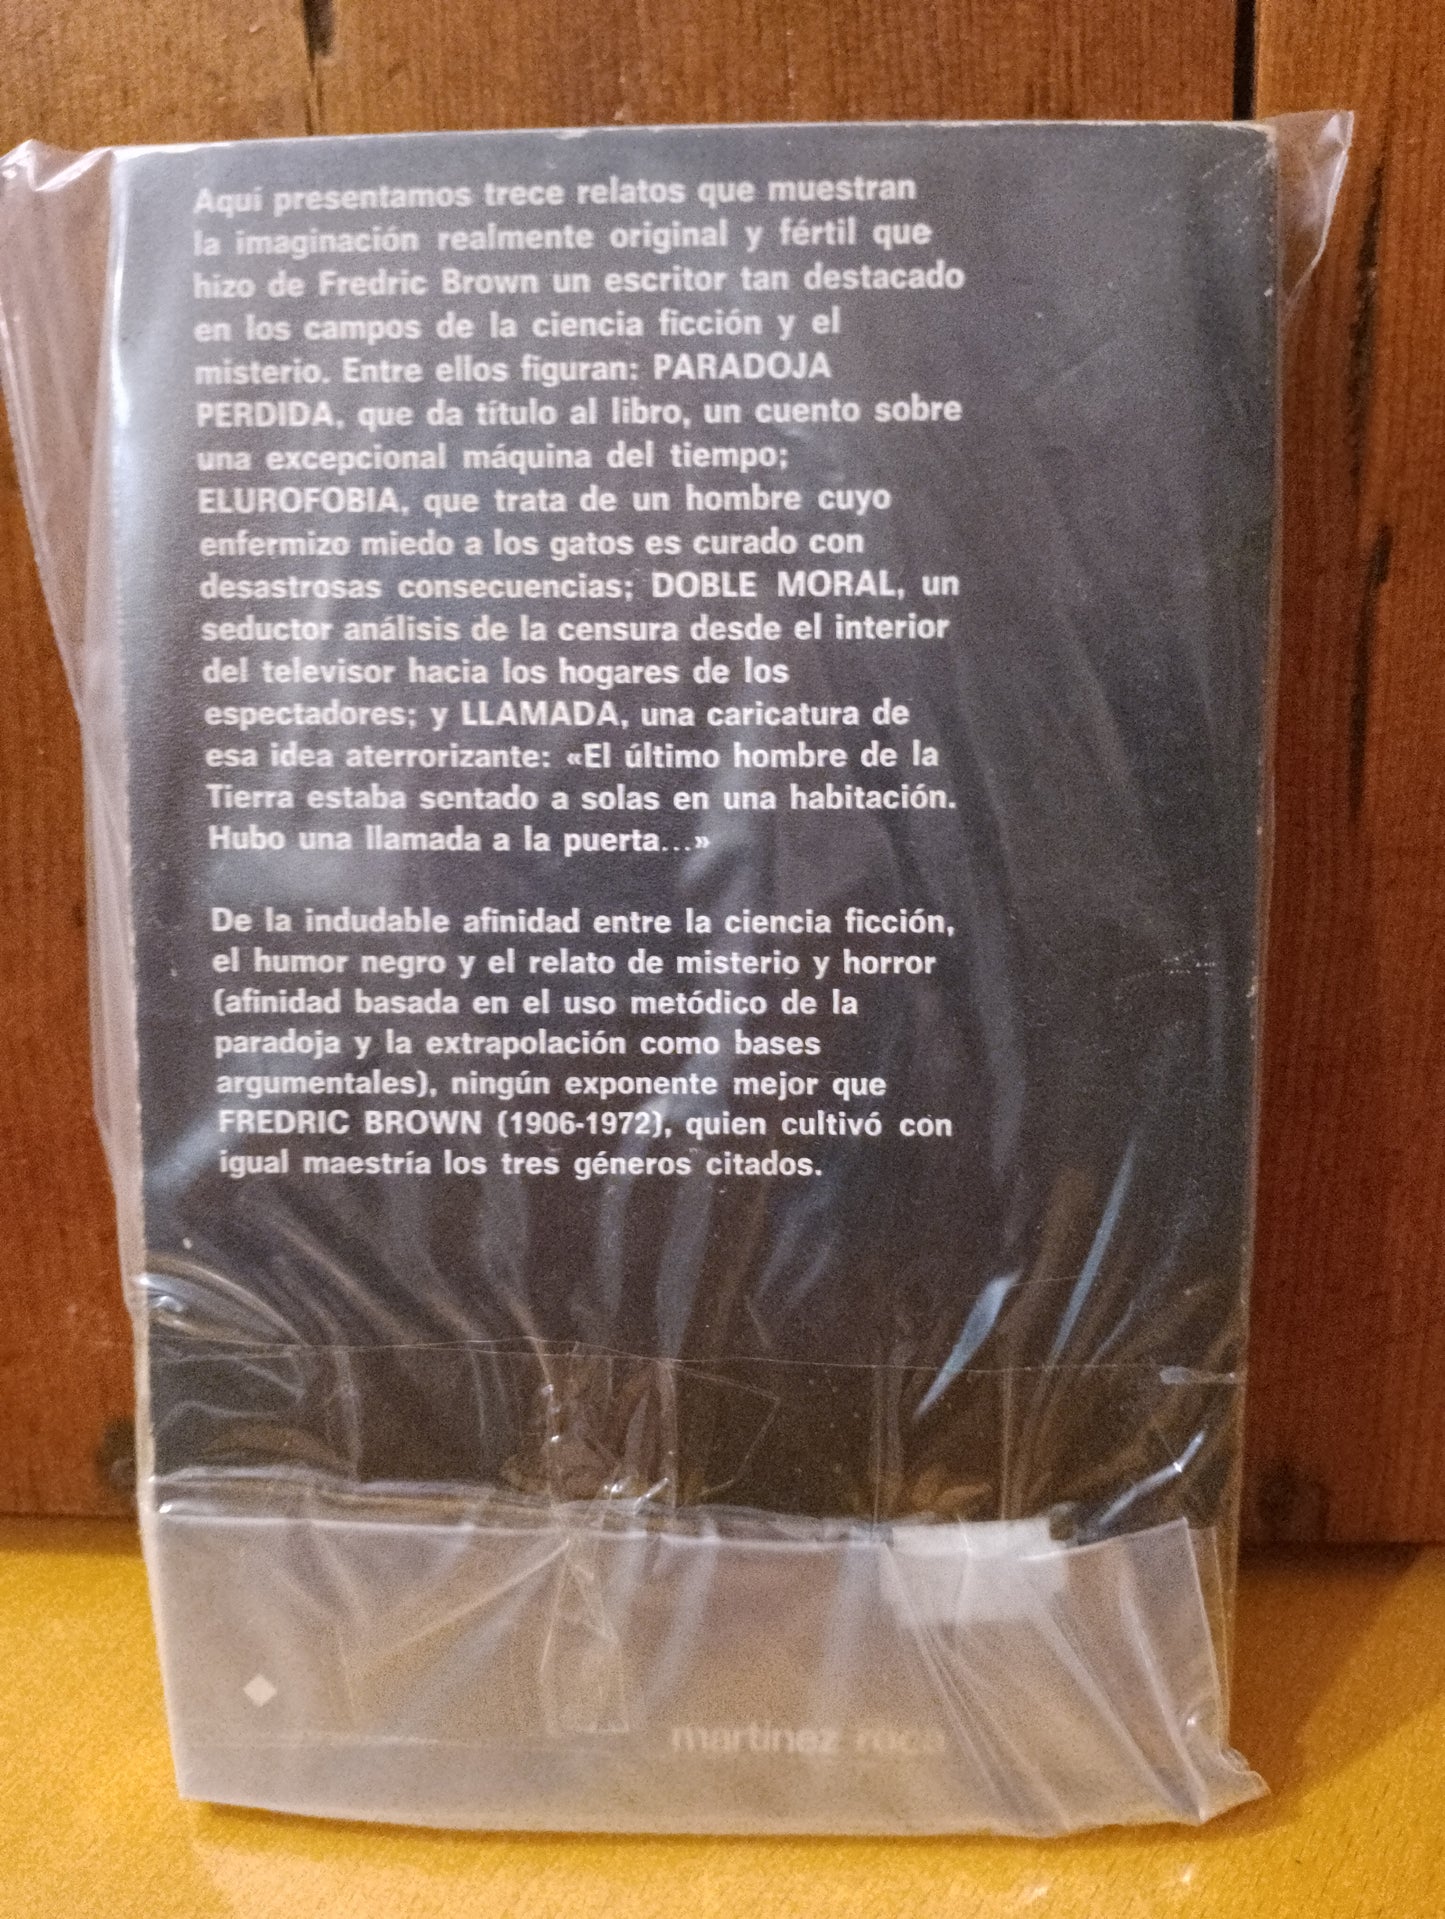 Aquí presentamos trece relatos que muestran
la imaginación realmente original y fértil que
hizo de Fredric Brown un escritor tan destacado
en los campos de la ciencia ficción y el
misterio. Entre ellos figuran: PARADOJA
PERDIDA, que da título al libro, un cuento sobre
una excepcional máquina del tiempo;
ELUROFOBIA, que trata de un hombre cuyo
enfermizo miedo a los gatos es curado con
desastrosas consecuencias; DOBLE MORAL, un
seductor análisis de la censura desde el interior
del televisor hacia los hogares de los
espectadores; y LLAMADA, una caricatura de
esa idea aterrorizante: «El último hombre de la
Tierra estaba sentado a solas en una habitación.
Hubo una llamada a la puerta...»
De la indudable afinidad entre la ciencia ficción,
el humor negro y el relato de misterio y horror
(afinidad basada en el uso metódico de la
paradoja y la extrapolación como bases
argumentales), ningún exponente mejor que
FREDRIC BROWN (1906-1972), quien cultivó con
igual maestría los tres géneros citados.
martínez roca